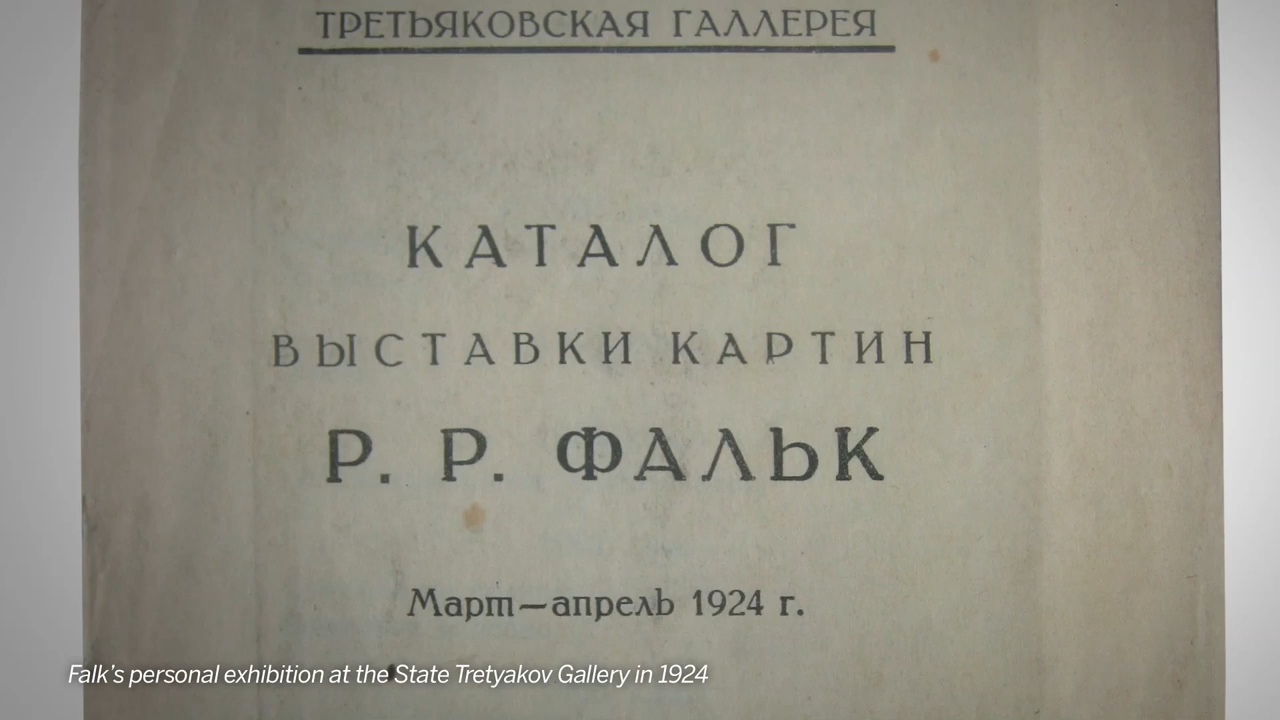 ТРЕТЬЯКОВСКАЯ ГАЛЛЕРЕЯ
КАТАЛОГ
ВЫСТАВКИ КАРТИН
Р. Р. ФАЛЬК
Март—апрель 1924 г.
Falk's personal exhibition at the State Tretyakov Gallery in 1924